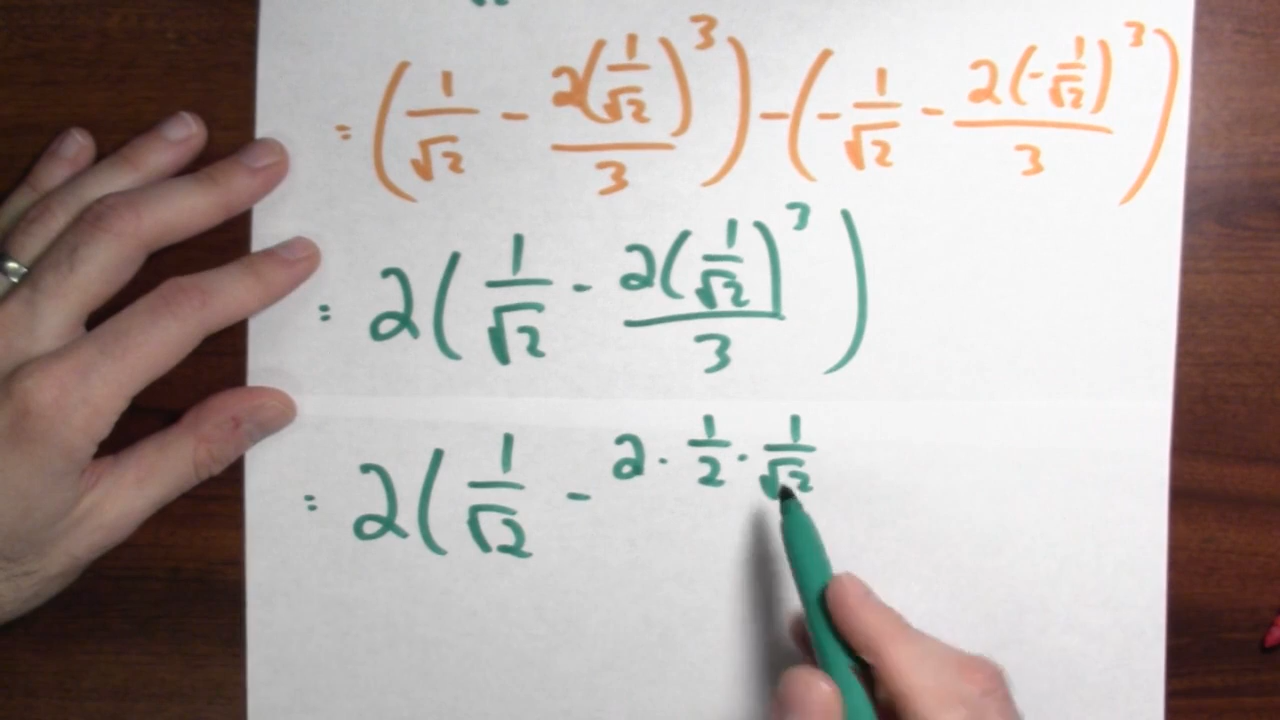 = (1/√2 - 2(1/√2)³/3) - (-1/√2 - 2(-1/√2)³/3)
= 2(1/√2 - 2(1/√2)³/3)
= 2(1/√2 - 2 · 1/2 · 1/√2